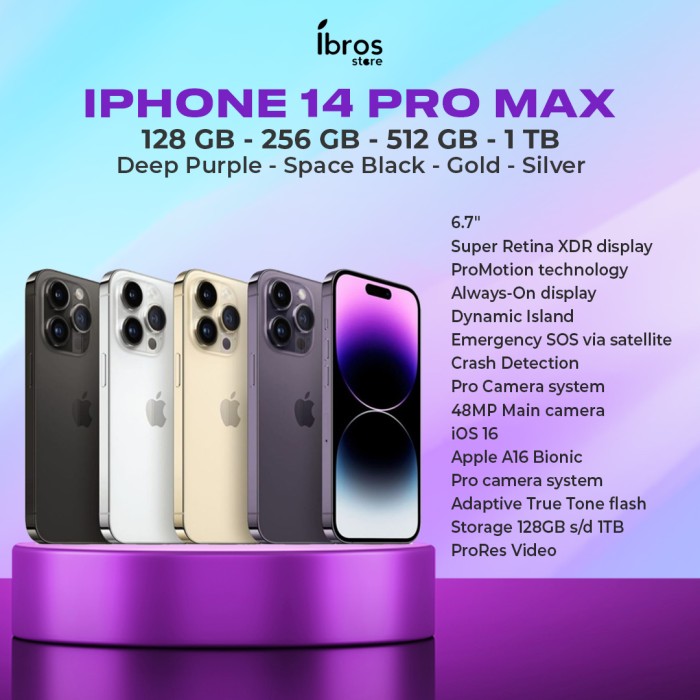 ibros
store
IPHONE 14 PRO MAX
128 GB - 256 GB - 512 GB - 1 TB
Deep Purple - Space Black - Gold - Silver
6.7"
Super Retina XDR display
ProMotion technology
Always-On display
Dynamic Island
Emergency SOS via satellite
Crash Detection
Pro Camera system
48MP Main camera
iOS 16
Apple A16 Bionic
Pro camera system
Adaptive True Tone flash
Storage 128GB s/d 1TB
ProRes Video